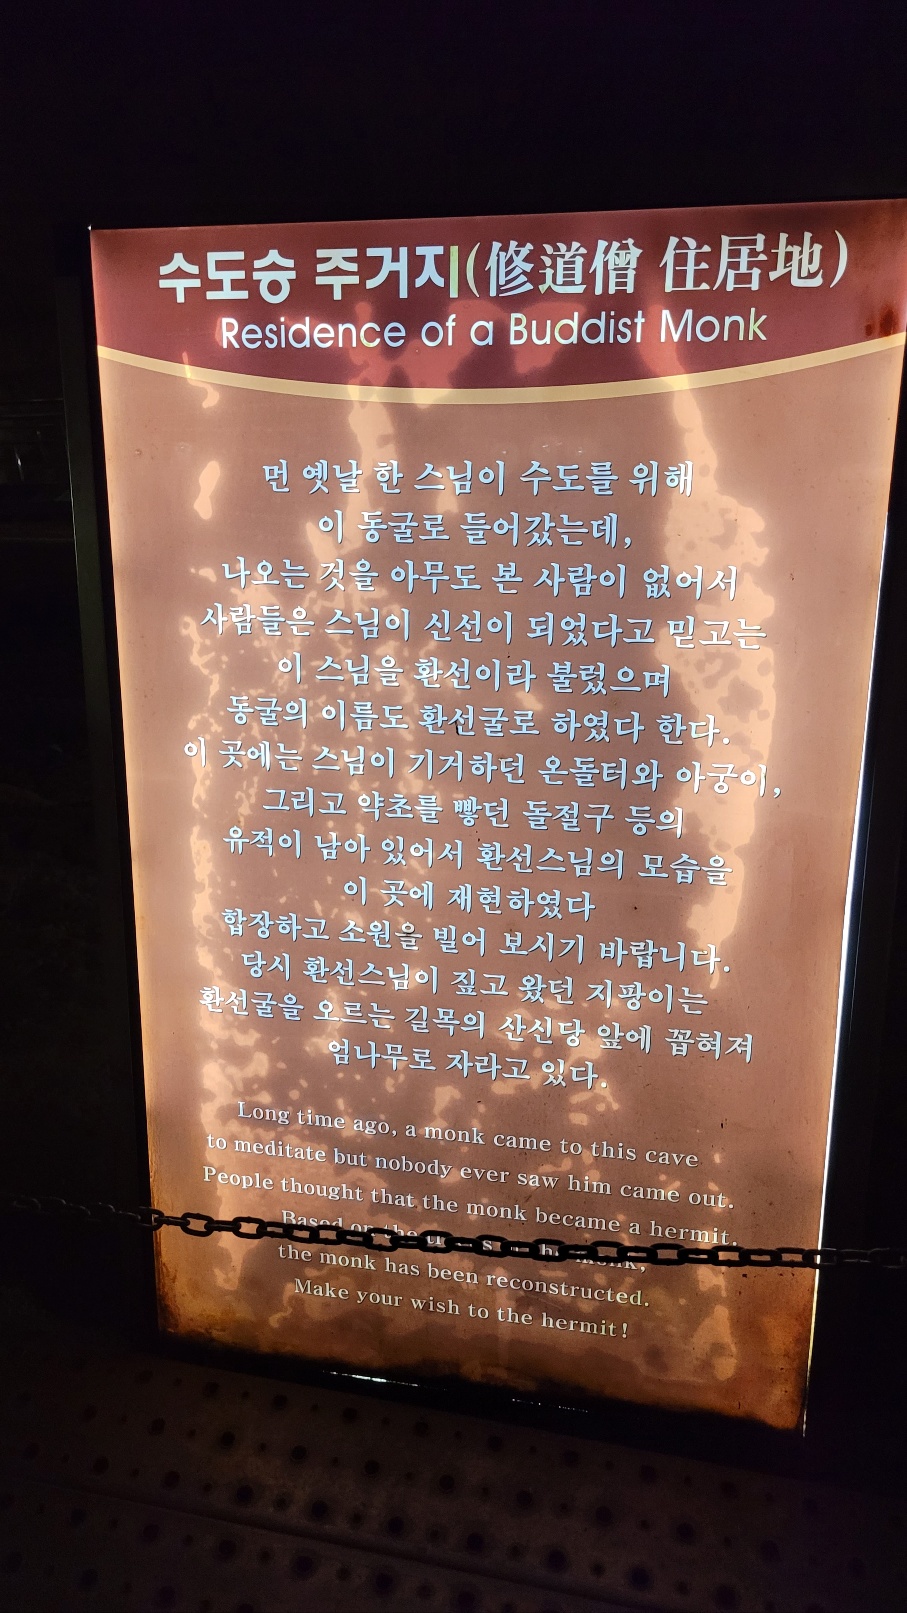 수도승 주거지(修道僧 住居地)
Residence of a Buddist Monk
먼 옛날 한 스님이 수도를 위해
이 동굴로 들어갔는데,
나오는 것을 아무도 본 사람이 없어서
사람들은 스님이 신선이 되었다고 믿고는
이 스님을 환선이라 불렀으며
동굴의 이름도 환선굴로 하였다 한다.
이 곳에는 스님이 기거하던 온돌터와 아궁이,
그리고 약초를 빻던 돌절구 등의
유적이 남아 있어서 환선스님의 모습을
이 곳에 재현하였다
합장하고 소원을 빌어 보시기 바랍니다.
당시 환선스님이 짚고 왔던 지팡이는
환선굴을 오르는 길목의 산신당 앞에 꼽혀져
엄나무로 자라고 있다.
Long time ago, a monk came to this cave
to meditate but nobody ever saw him came out.
People thought that the monk became a hermit.
Based on the monk,
the monk has been reconstructed.
Make your wish to the hermit!